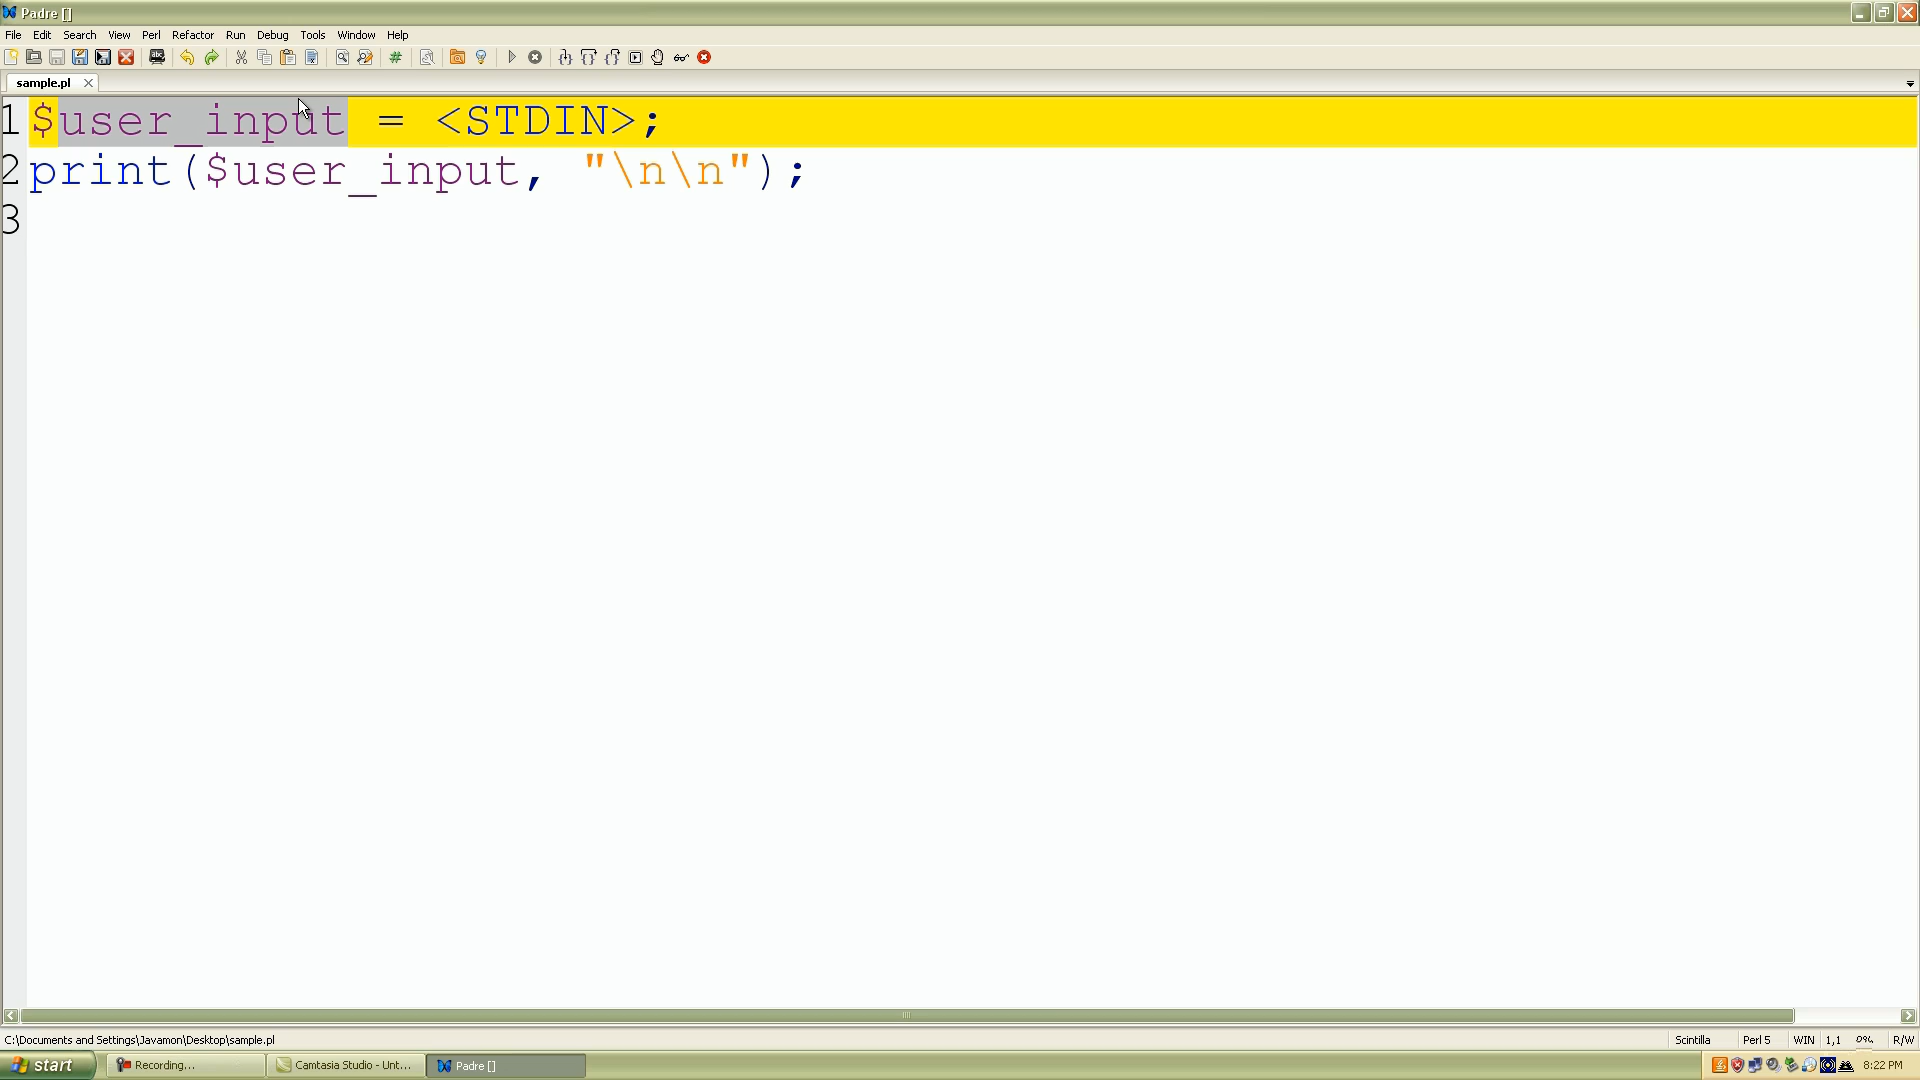 Padre []
File Edit Search View Perl Refactor Run Debug Tools Window Help
sample.pl
1 $user_input = <STDIN>;
2 print($user_input, "\n\n");
3
C:\Documents and Settings\Javamon\Desktop\sample.pl Scintilla Perl 5 WIN 1,1 0% R/W
start Recording... Camtasia Studio - Unt... Padre [] 8:22 PM